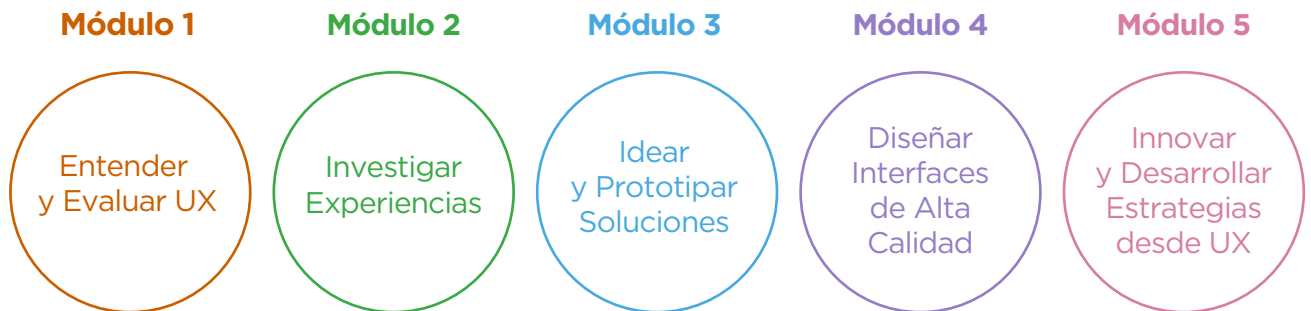 Módulo 1
Entender
y Evaluar UX
Módulo 2
Investigar
Experiencias
Módulo 3
Idear
y Prototipar
Soluciones
Módulo 4
Diseñar
Interfaces
de Alta
Calidad
Módulo 5
Innovar
y Desarrollar
Estrategias
desde UX